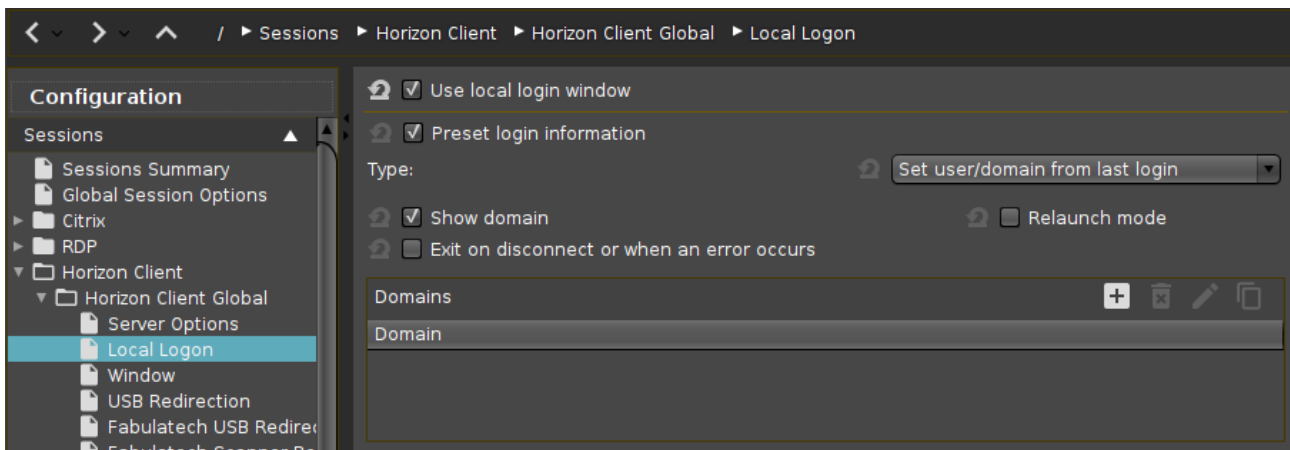 / Sessions Horizon Client Horizon Client Global Local Logon
Configuration
Sessions
Sessions Summary
Global Session Options
Citrix
RDP
Horizon Client
Horizon Client Global
Server Options
Local Logon
Window
USB Redirection
Fabulatech USB Redirec
Use local login window
Preset login information
Type: Set user/domain from last login
Show domain Relaunch mode
Exit on disconnect or when an error occurs
Domains
Domain